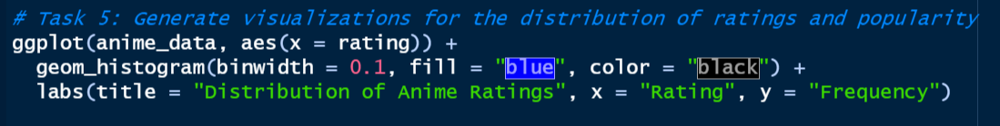 # Task 5: Generate visualizations for the distribution of ratings and popularity
ggplot(anime_data, aes(x = rating)) +
  geom_histogram(binwidth = 0.1, fill = "blue", color = "black") +
  labs(title = "Distribution of Anime Ratings", x = "Rating", y = "Frequency")